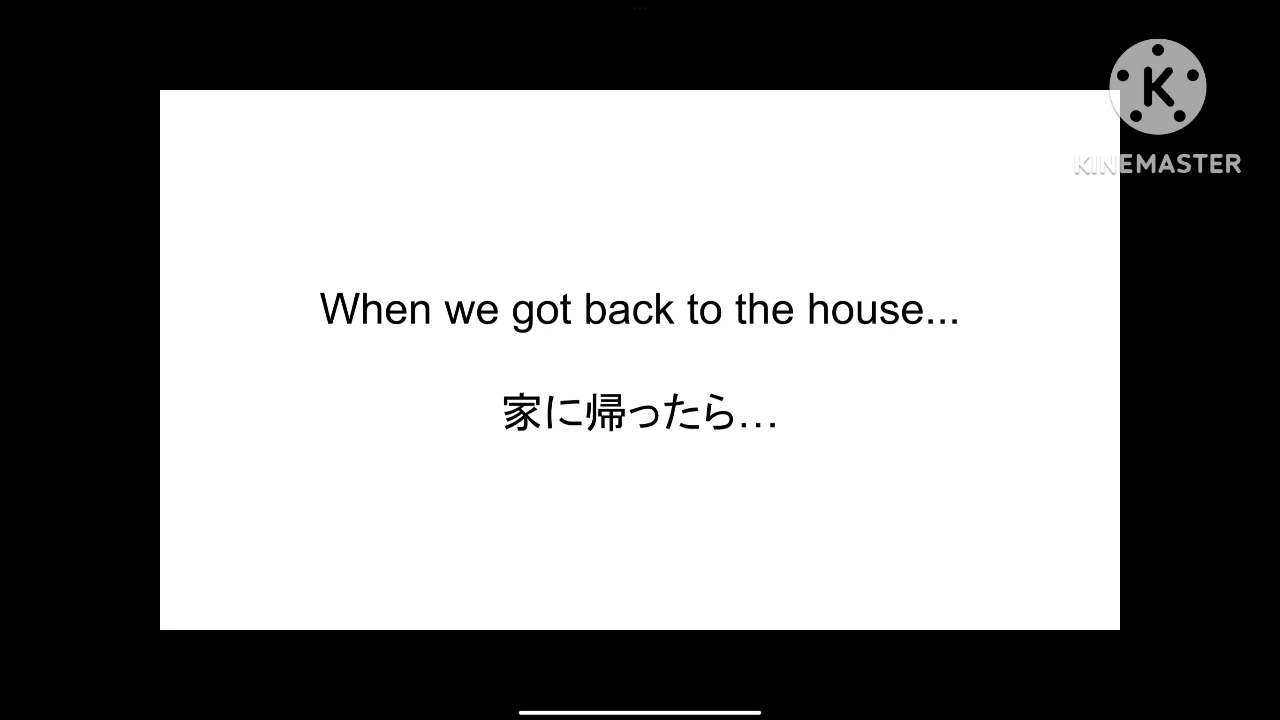 K
KINEMASTER
When we got back to the house...
家に帰ったら…